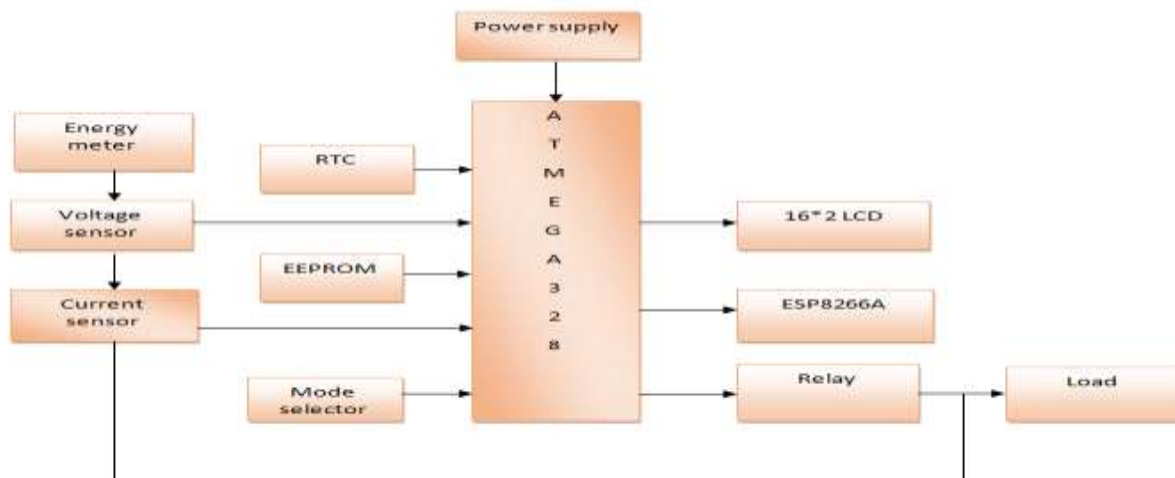 Power supply
Energy
meter
RTC
Voltage
sensor
EEPROM
Current
sensor
Mode
selector
A
T
M
E
G
A
3
2
8
16*2 LCD
ESP8266A
Relay
Load